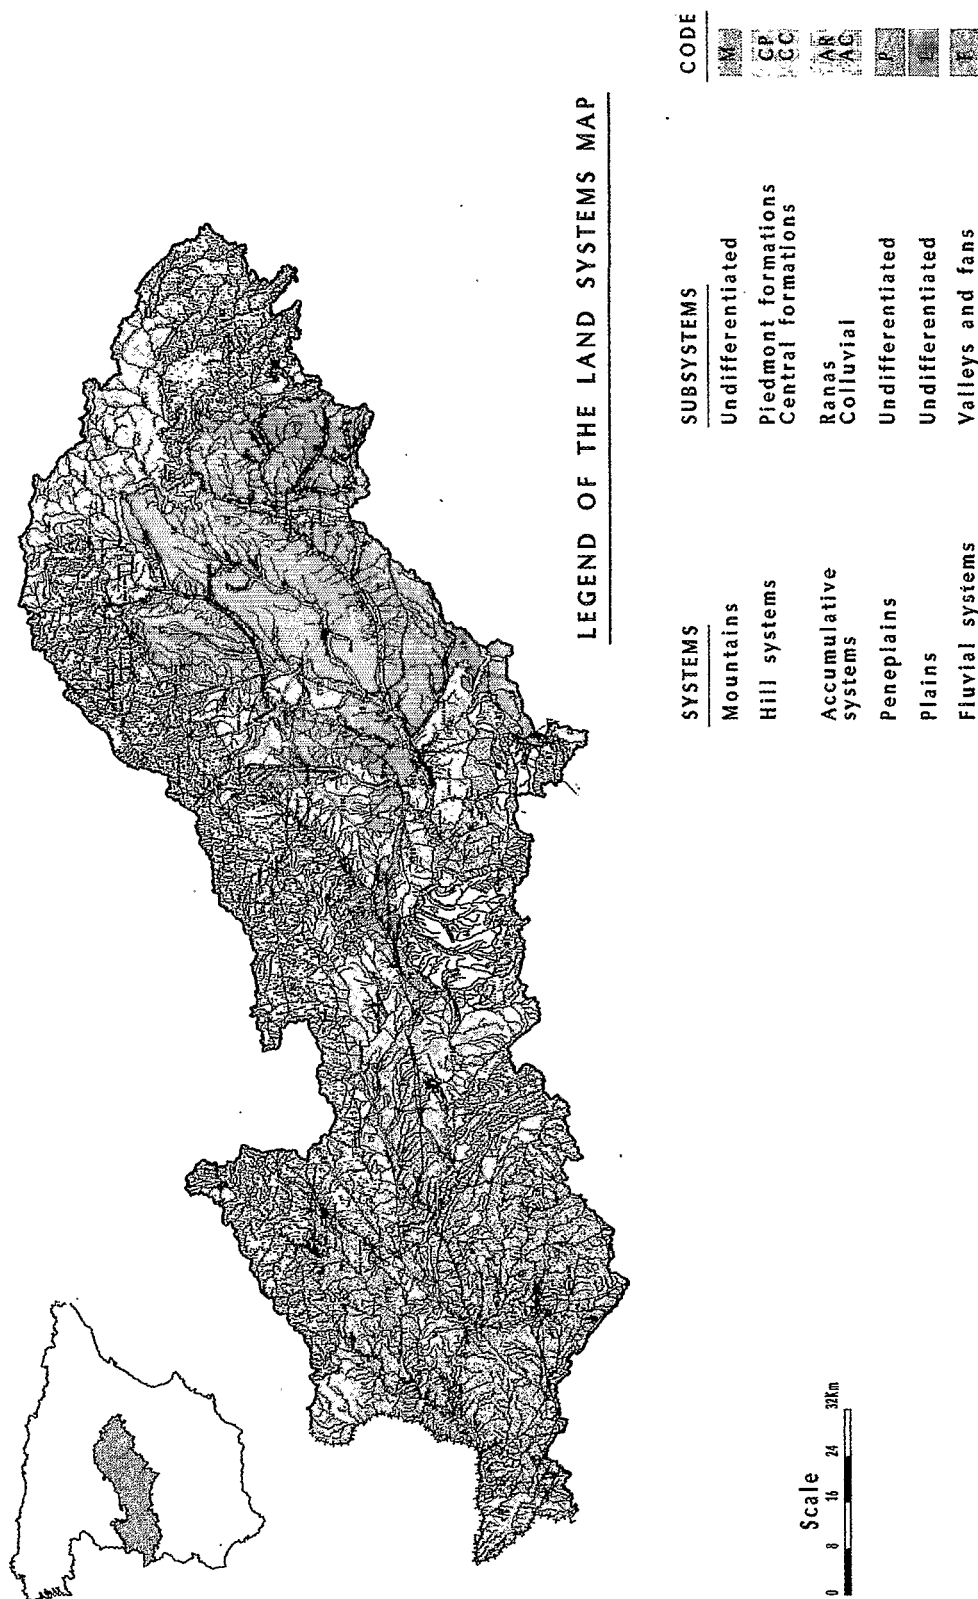 LEGEND OF THE LAND SYSTEMS MAP
SYSTEMS SUBSYSTEMS CODE
Mountains Undifferentiated M
Hill systems Piedmont formations CP
Central formations CC
Accumulative Ranas AR
systems Colluvial AC
Peneplains Undifferentiated P
Plains Undifferentiated L
Fluvial systems Valleys and fans F
Scale
0 8 16 24 32Km